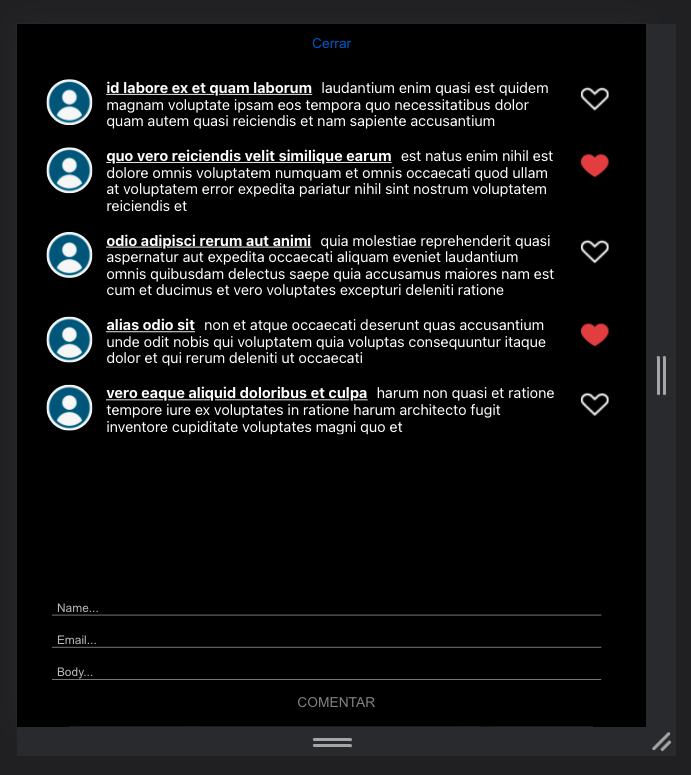 Cerrar
id labore ex et quam laborum laudantium enim quasi est quidem
magnam voluptate ipsam eos tempora quo necessitatibus dolor
quam autem quasi reiciendis et nam sapiente accusantium
quo vero reiciendis velit similique earum est natus enim nihil est
dolore omnis voluptatem numquam et omnis occaecati quod ullam
at voluptatem error expedita pariatur nihil sint nostrum voluptatem
reiciendis et
odio adipisci rerum aut animi quia molestiae reprehenderit quasi
aspernatur aut expedita occaecati aliquam eveniet laudantium
omnis quibusdam delectus saepe quia accusamus maiores nam est
cum et ducimus et vero voluptates excepturi deleniti ratione
alias odio sit non et atque occaecati deserunt quas accusantium
unde odit nobis qui voluptatem quia voluptas consequuntur itaque
dolor et qui rerum deleniti ut occaecati
vero eaque aliquid doloribus et culpa harum non quasi et ratione
tempore iure ex voluptates in ratione harum architecto fugit
inventore cupiditate voluptates magni quo et
Name...
Email...
Body...
COMENTAR